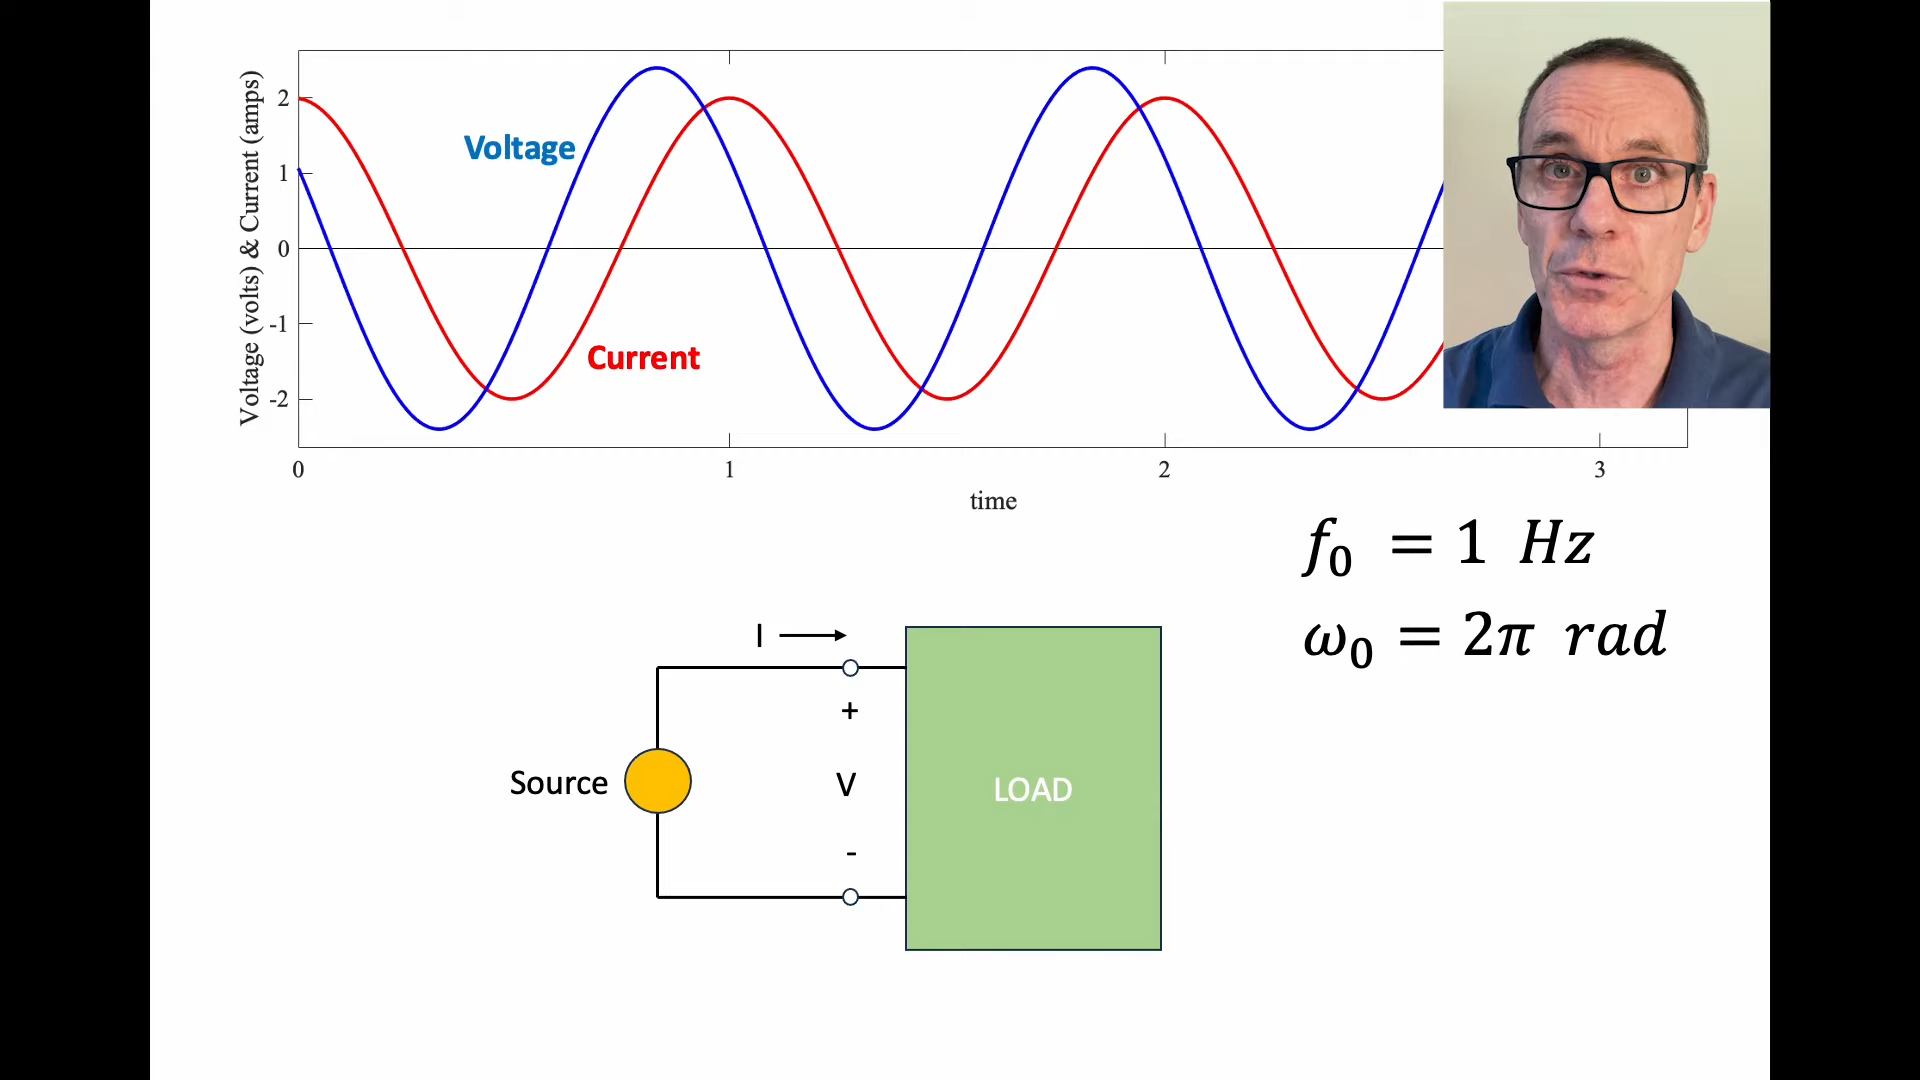 Voltage (volts) & Current (amps)
2
1
0
-1
-2
Voltage
Current
0
1
2
3
time
f₀ = 1 Hz
ω₀ = 2π rad
I
+
Source
V
LOAD
-